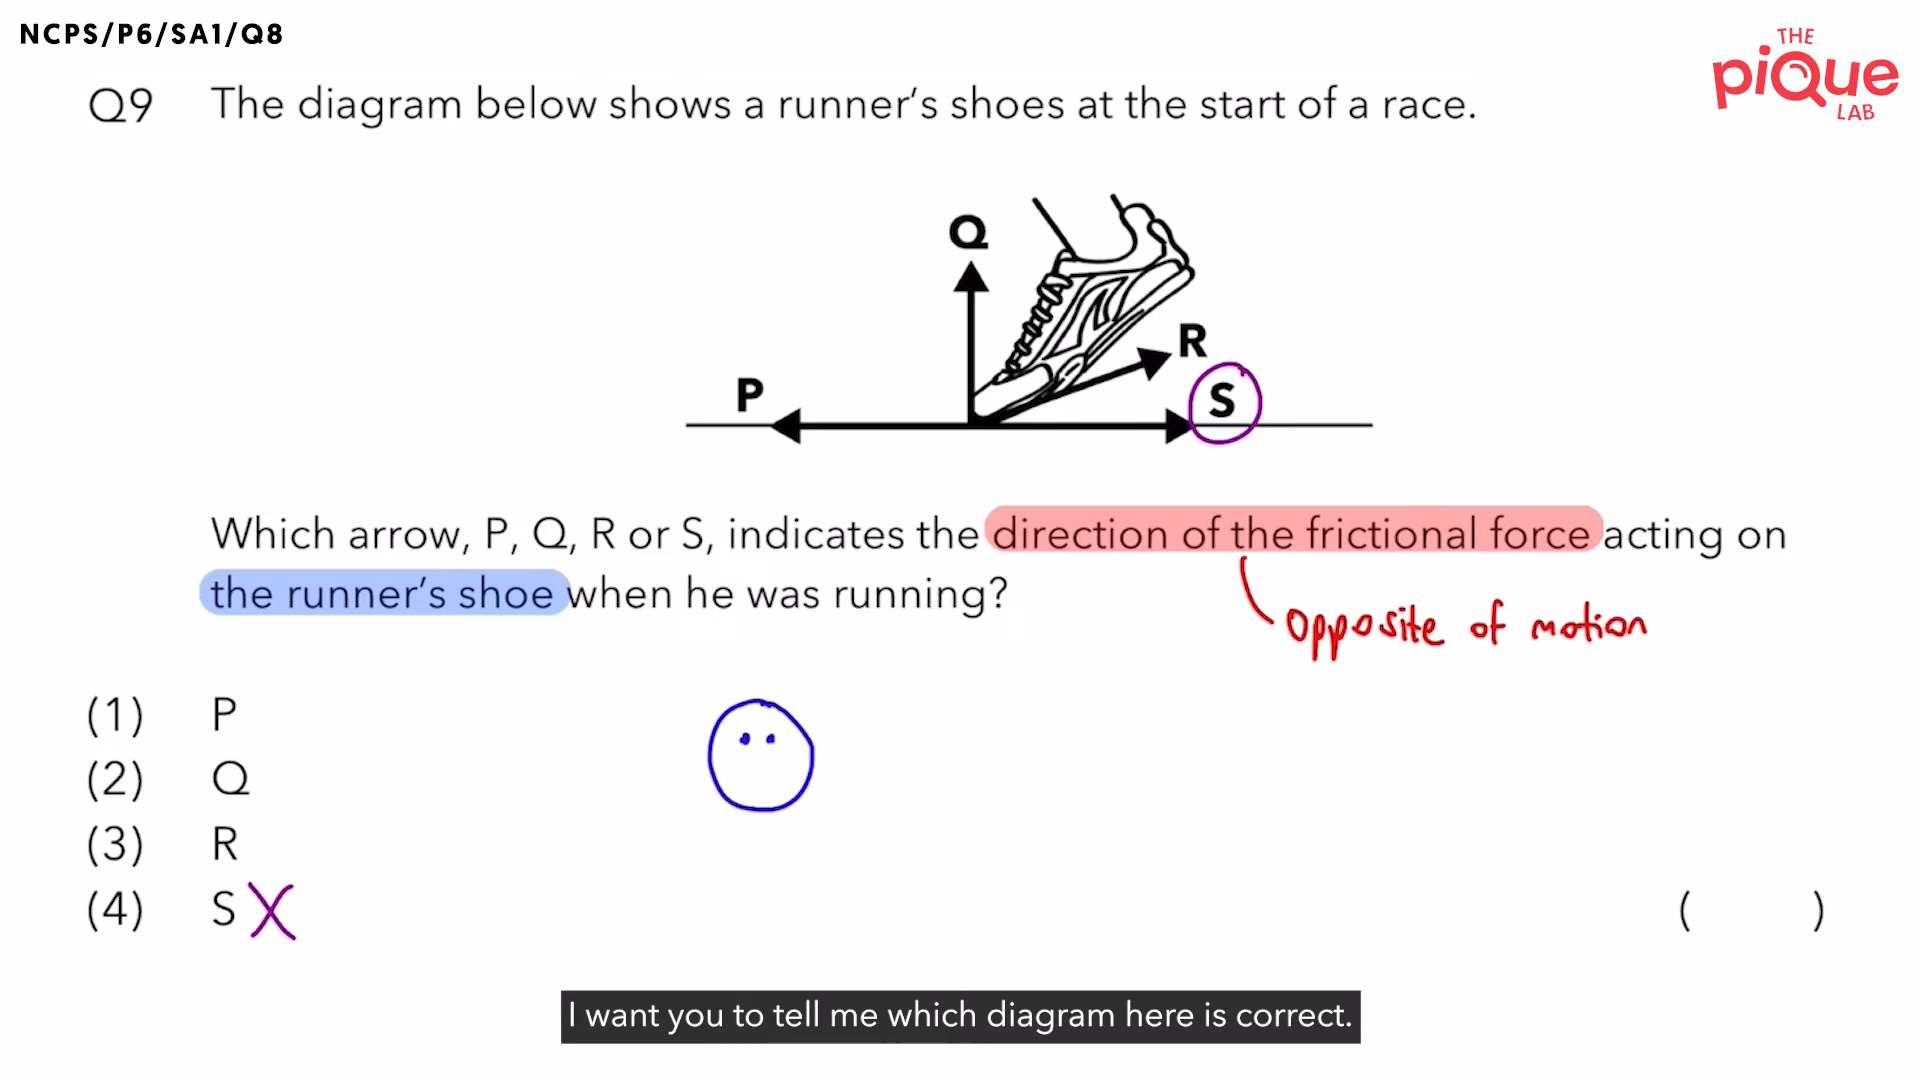 NCPS/P6/SA1/Q8
THE
piQue
LAB
Q9 The diagram below shows a runner’s shoes at the start of a race.
Q
R
P
S
Which arrow, P, Q, R or S, indicates the direction of the frictional force acting on
the runner’s shoe when he was running?
Opposite of motion
(1) P
(2) Q
(3) R
(4) S X
( )
I want you to tell me which diagram here is correct.